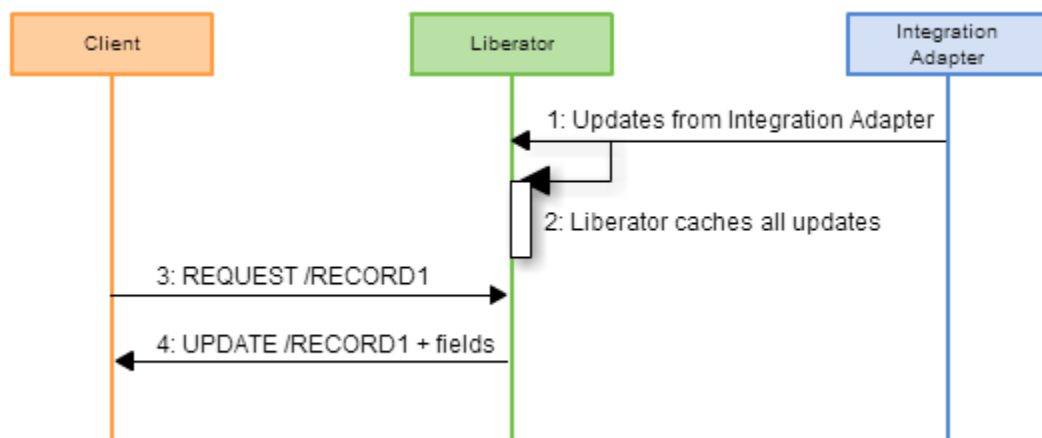 Client
Liberator
Integration
Adapter
1: Updates from Integration Adapter
2: Liberator caches all updates
3: REQUEST /RECORD1
4: UPDATE /RECORD1 + fields